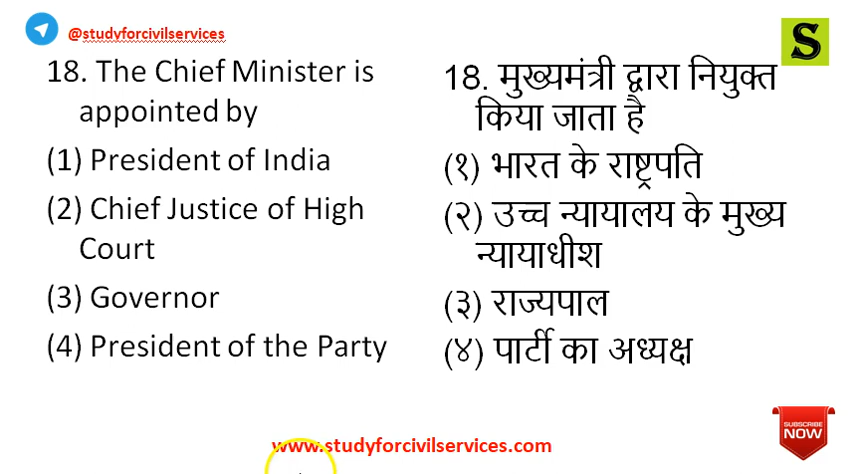 @studyforcivilservices
S
18. The Chief Minister is
appointed by
(1) President of India
(2) Chief Justice of High
Court
(3) Governor
(4) President of the Party
18. मुख्यमंत्री द्वारा नियुक्त
किया जाता है
(१) भारत के राष्ट्रपति
(२) उच्च न्यायालय के मुख्य
न्यायाधीश
(३) राज्यपाल
(४) पार्टी का अध्यक्ष
SUBSCRIBE
NOW
www.studyforcivilservices.com